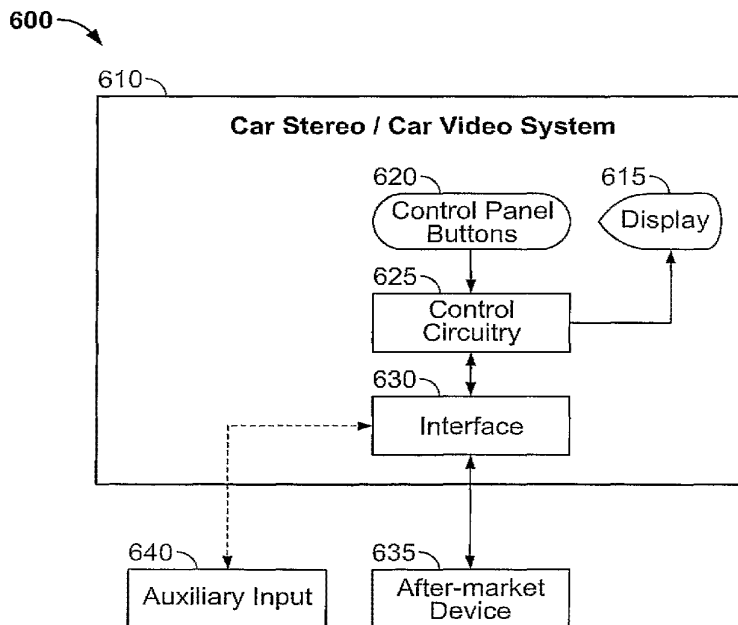 600
610
Car Stereo / Car Video System
620
Control Panel
Buttons
615
Display
625
Control
Circuitry
630
Interface
640
Auxiliary Input
635
After-market
Device